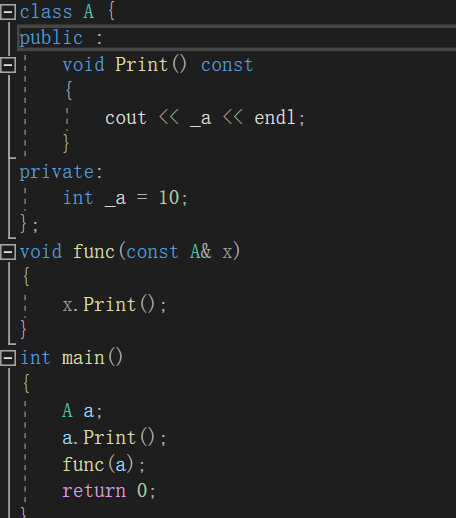 class A {
public :
    void Print() const
    {
        cout << _a << endl;
    }
private:
    int _a = 10;
};
void func(const A& x)
{
    x.Print();
}
int main()
{
    A a;
    a.Print();
    func(a);
    return 0;
}